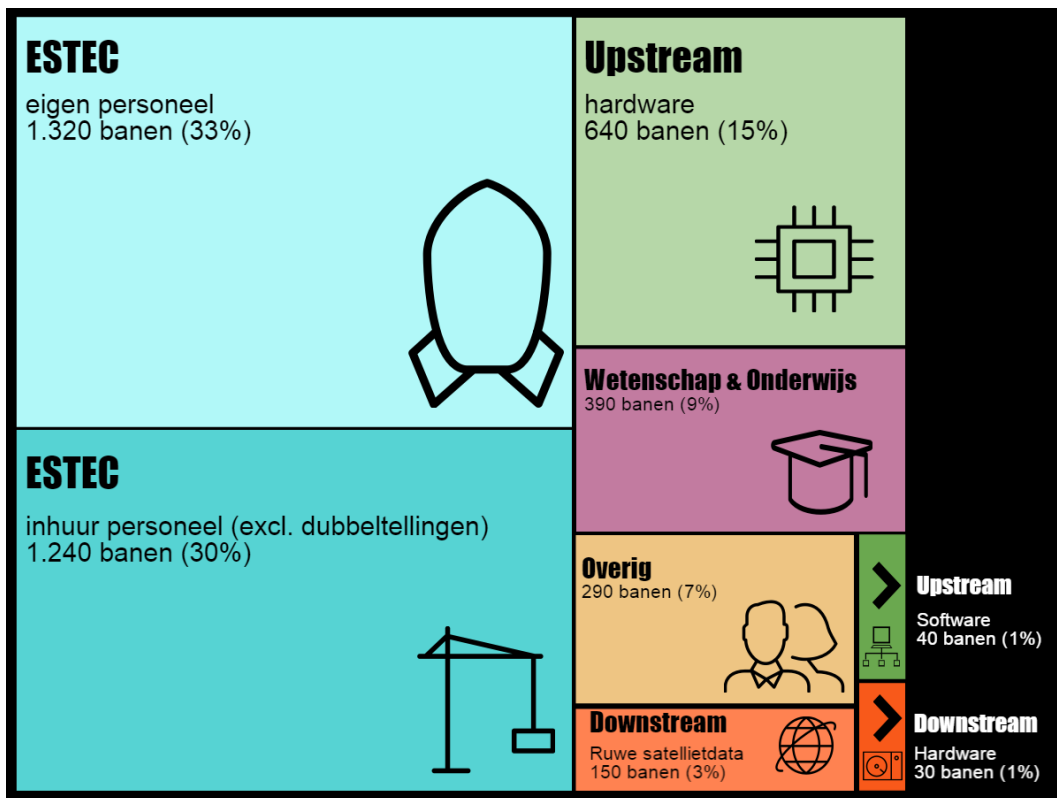 ESTEC
eigen personeel
1.320 banen (33%)
ESTEC
inhuur personeel (excl. dubbeltellingen)
1.240 banen (30%)
Upstream
hardware
640 banen (15%)
Wetenschap & Onderwijs
390 banen (9%)
Overig
290 banen (7%)
Downstream
Ruwe satellietdata
150 banen (3%)
Upstream
Software
40 banen (1%)
Downstream
Hardware
30 banen (1%)